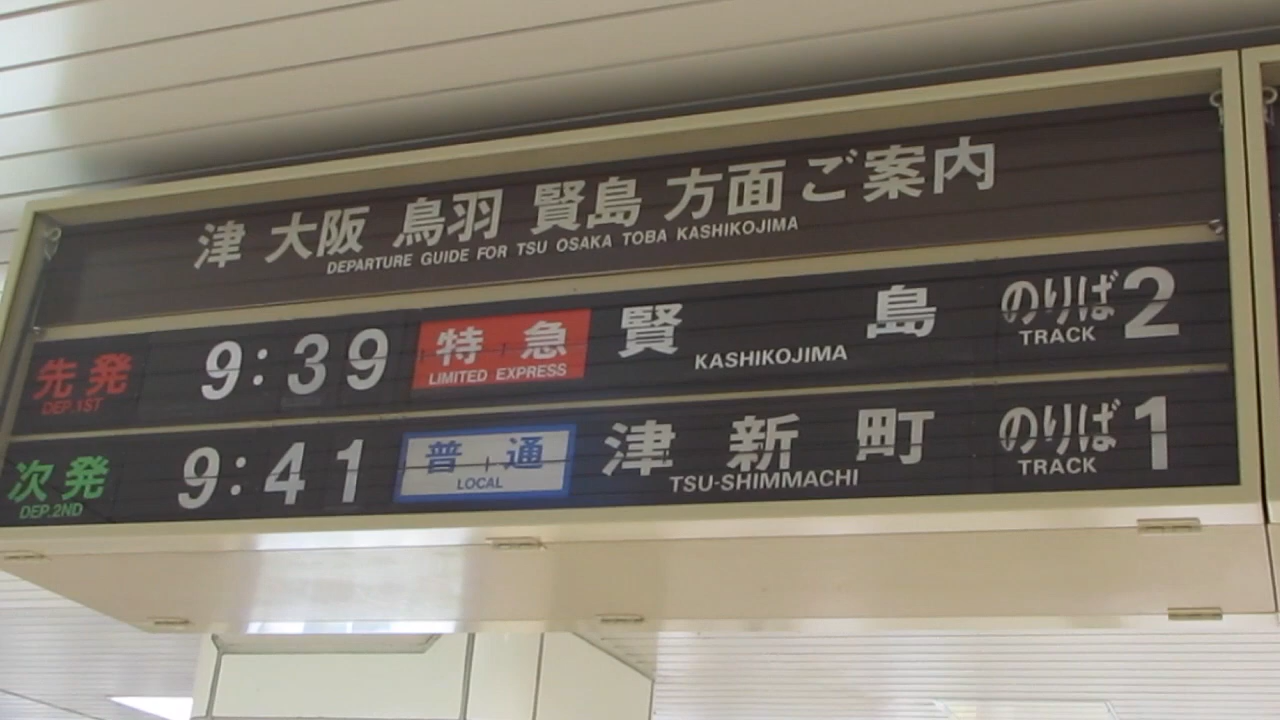 津 大阪 鳥羽 賢島 方面ご案内
DEPARTURE GUIDE FOR TSU OSAKA TOBA KASHIKOJIMA
先発 9:39 特急 賢島 のりば 2
DEP.1ST LIMITED EXPRESS KASHIKOJIMA TRACK
次発 9:41 普通 津新町 のりば 1
DEP.2ND LOCAL TSU-SHIMMACHI TRACK